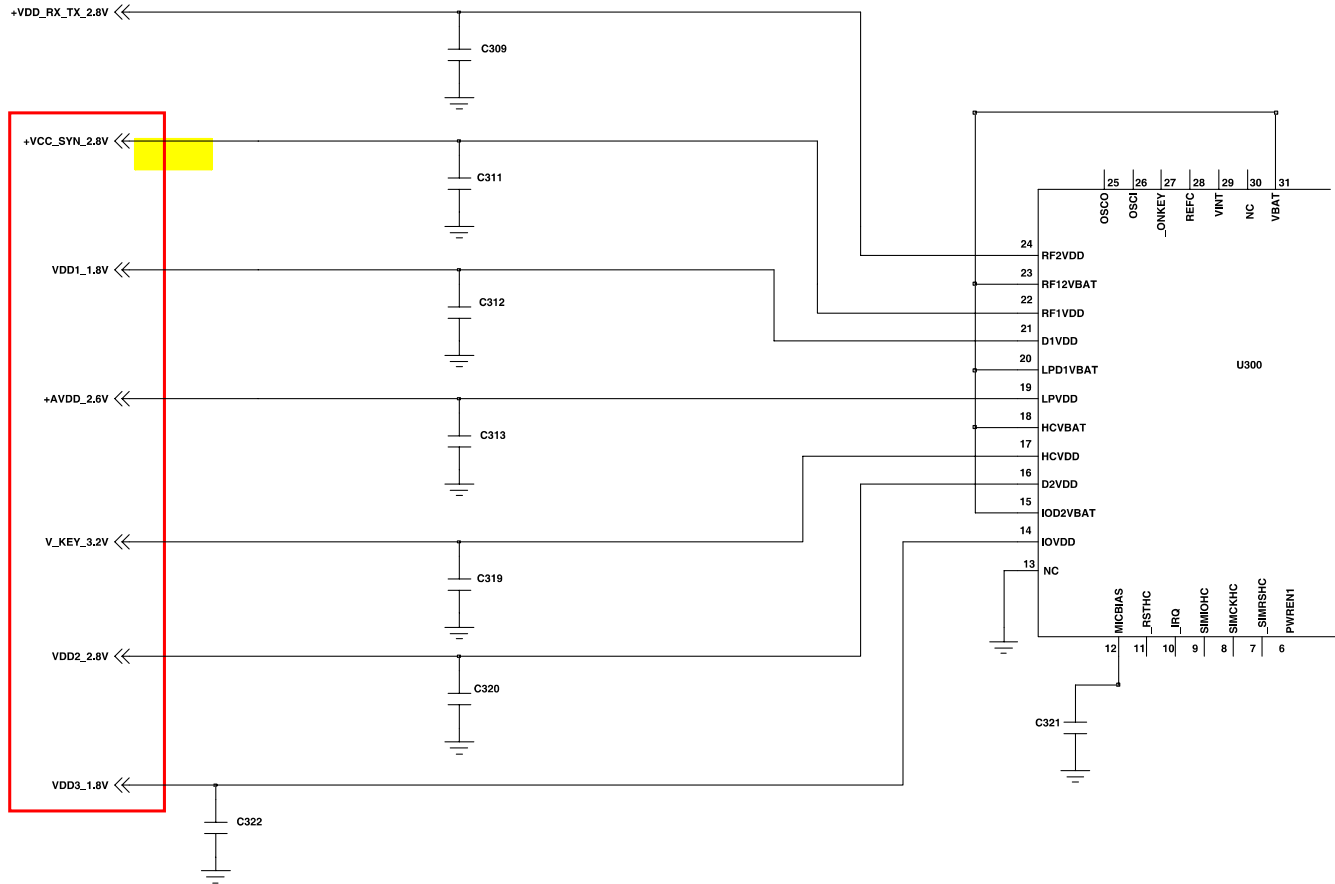 +VDD_RX_TX_2.8V
C309
+VCC_SYN_2.8V
C311
VDD1_1.8V
C312
+AVDD_2.6V
C313
V_KEY_3.2V
C319
VDD2_2.8V
C320
VDD3_1.8V
C322
25 26 27 28 29 30 31
OSCO
OSCI
_ONKEY
REFC
VINT
NC
VBAT
24 RF2VDD
23 RF12VBAT
22 RF1VDD
21 D1VDD
20 LPD1VBAT
19 LPVDD
18 HCVBAT
17 HCVDD
16 D2VDD
15 IOD2VBAT
14 IOVDD
13 NC
U300
MICBIAS
_RSTHC
_IRQ
SIMIOHC
SIMCKHC
_SIMRSHC
PWREN1
12 11 10 9 8 7 6
C321